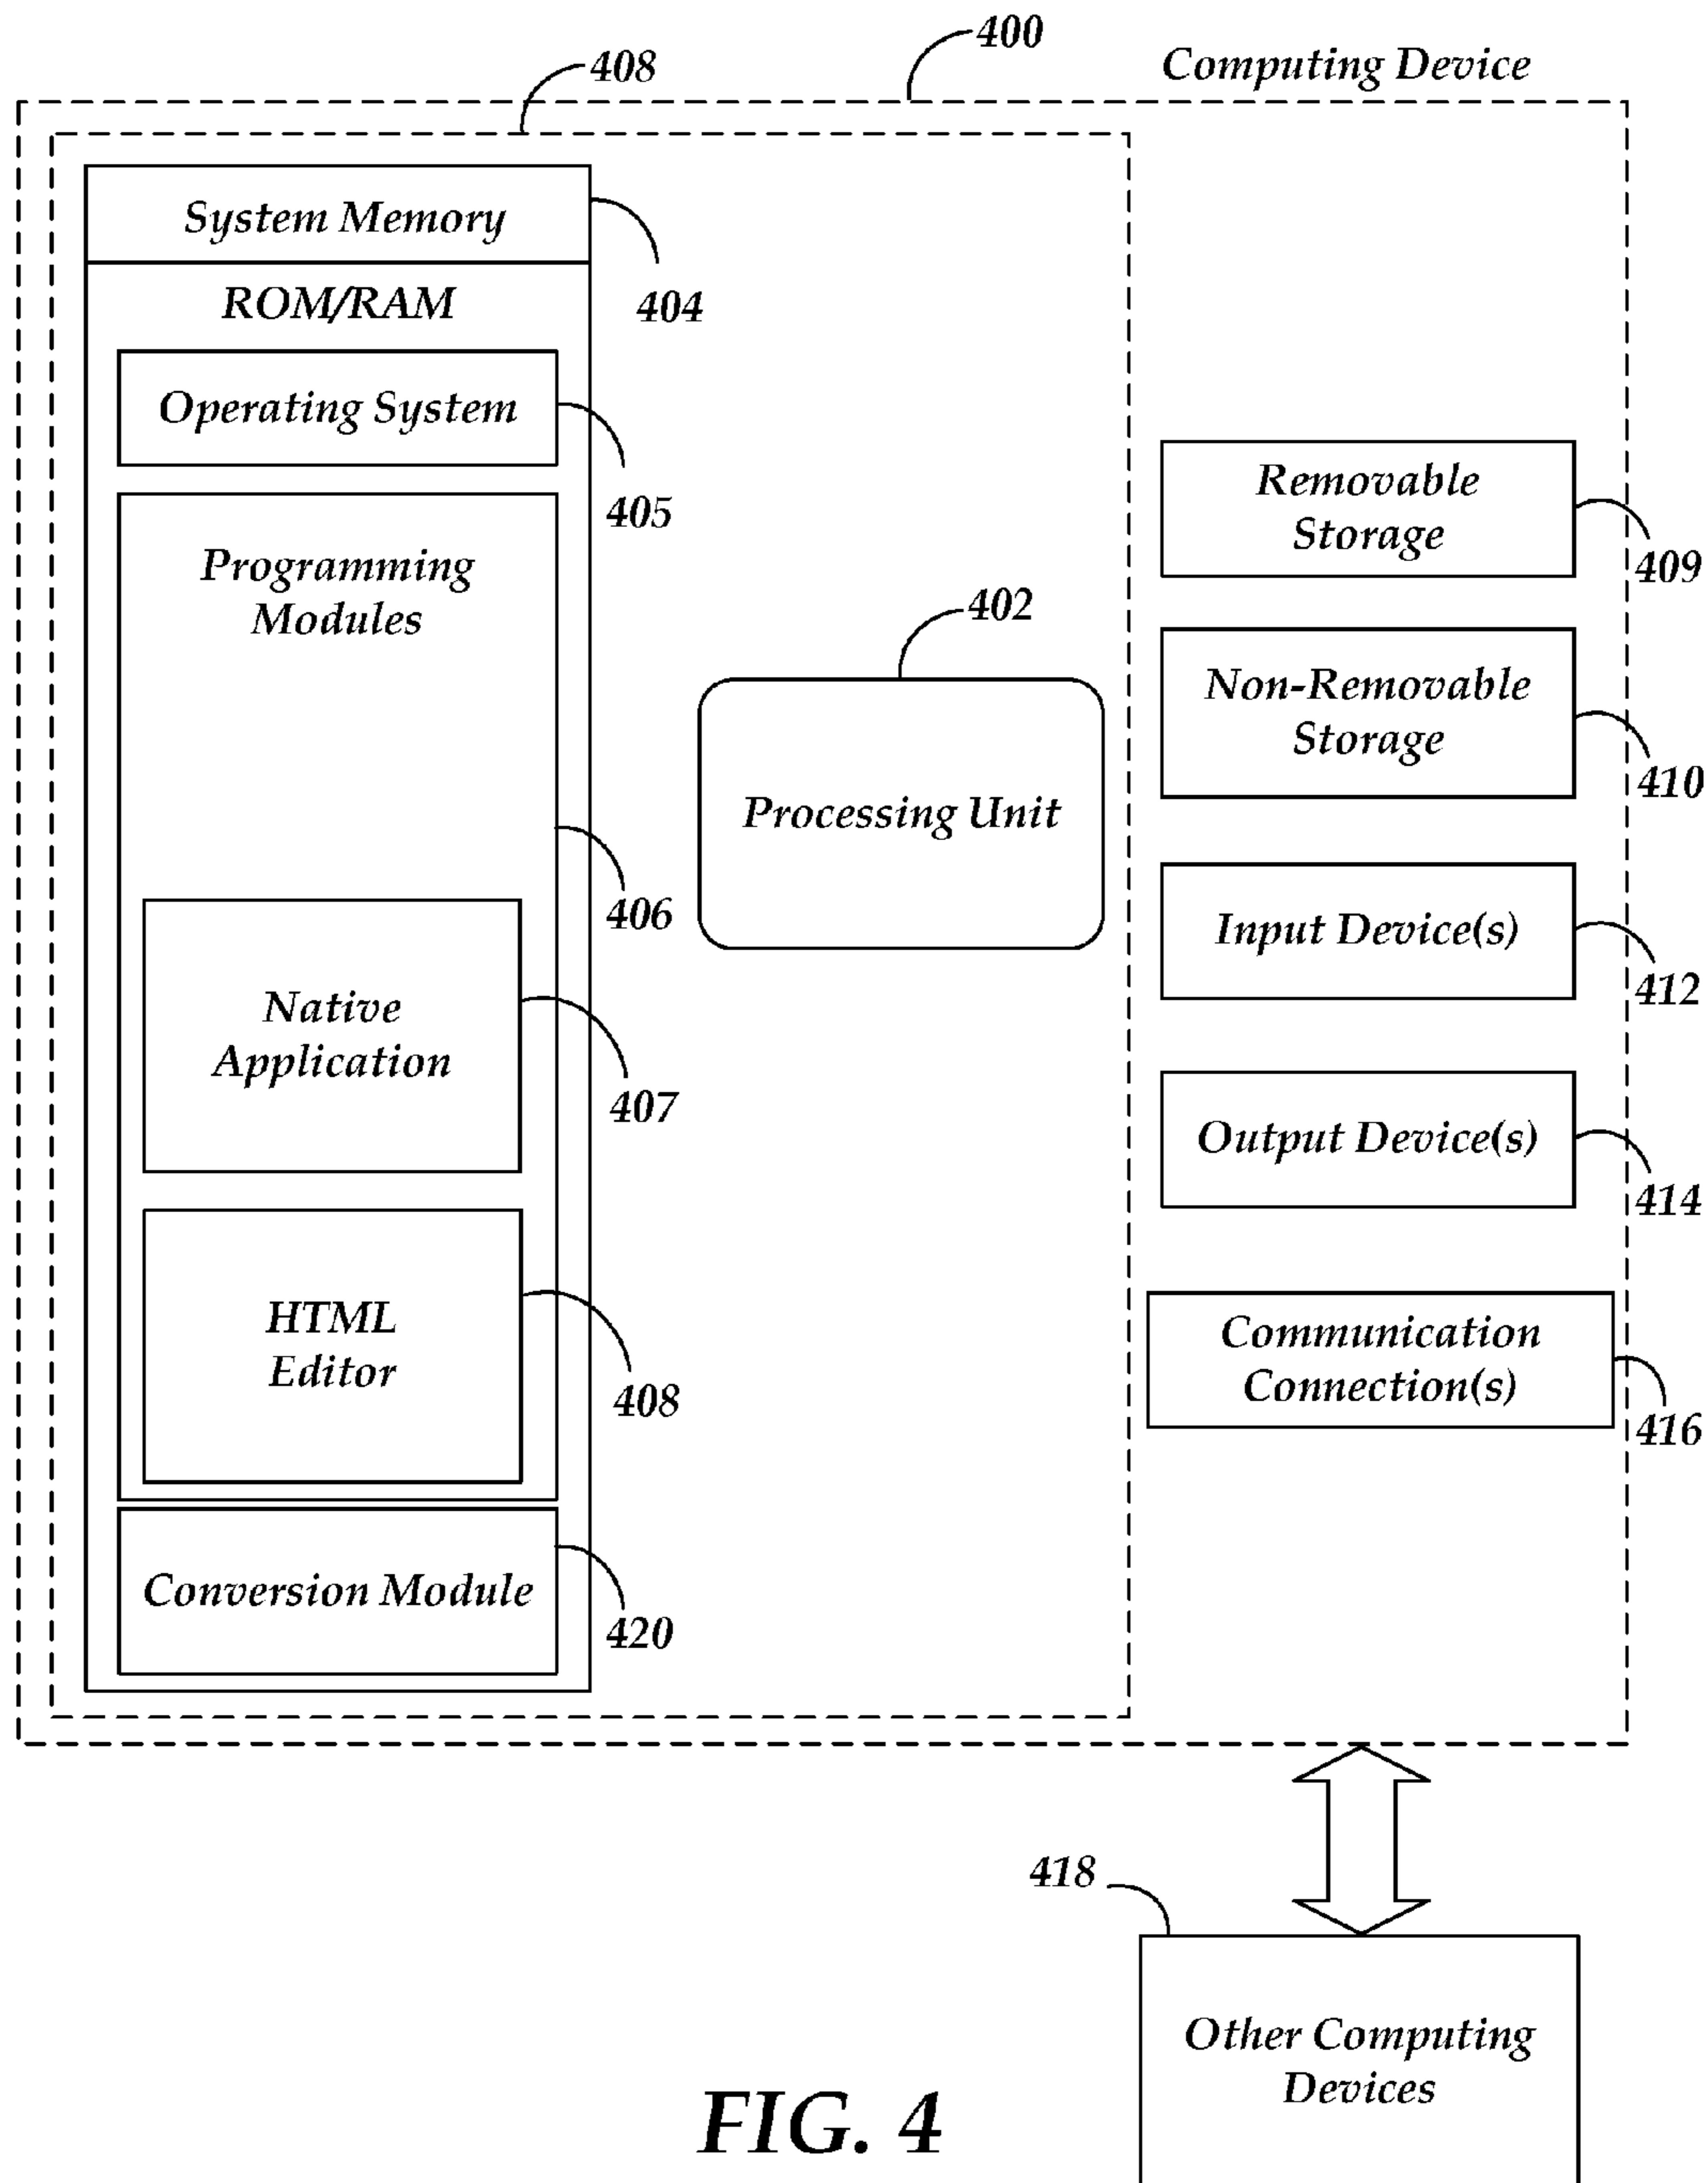 400
Computing Device
408
System Memory
404
ROM/RAM
Operating System
405
Programming
Modules
406
Native
Application
407
HTML
Editor
408
Conversion Module
420
402
Processing Unit
Removable
Storage
409
Non-Removable
Storage
410
Input Device(s)
412
Output Device(s)
414
Communication
Connection(s)
416
418
Other Computing
Devices
FIG. 4